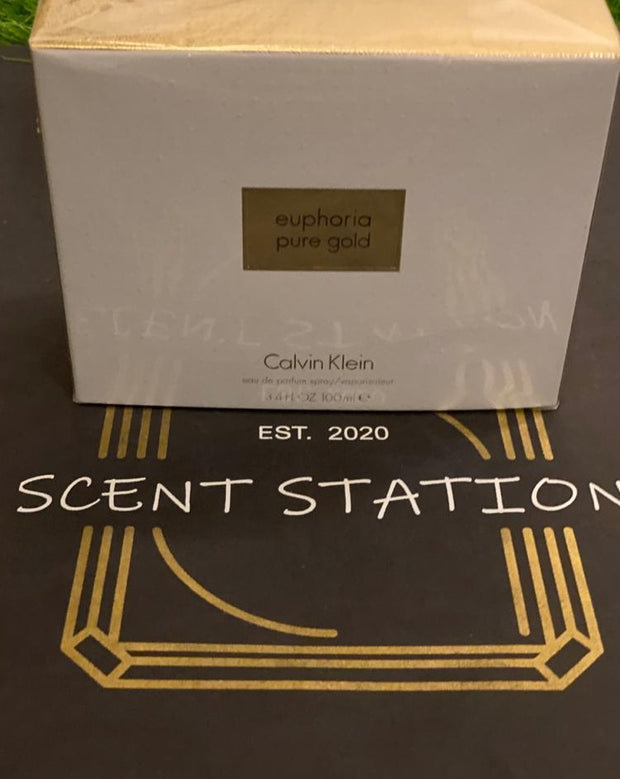 euphoria
pure gold
Calvin Klein
eau de parfum spray/vaporisateur
3.4 FL OZ 100 ml ℮
EST. 2020
SCENT STATION